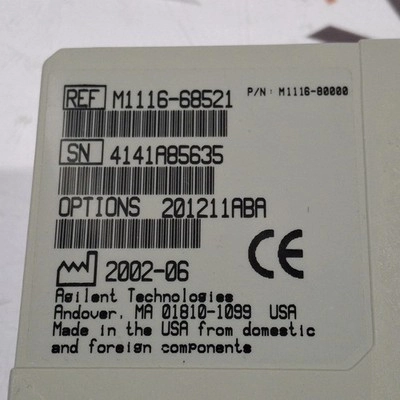 REF M1116-68521 P/N: M1116-80000
SN 4141A85635
OPTIONS 201211ABA
CE
2002-06
Agilent Technologies
Andover, MA 01810-1099 USA
Made in the USA from domestic
and foreign components